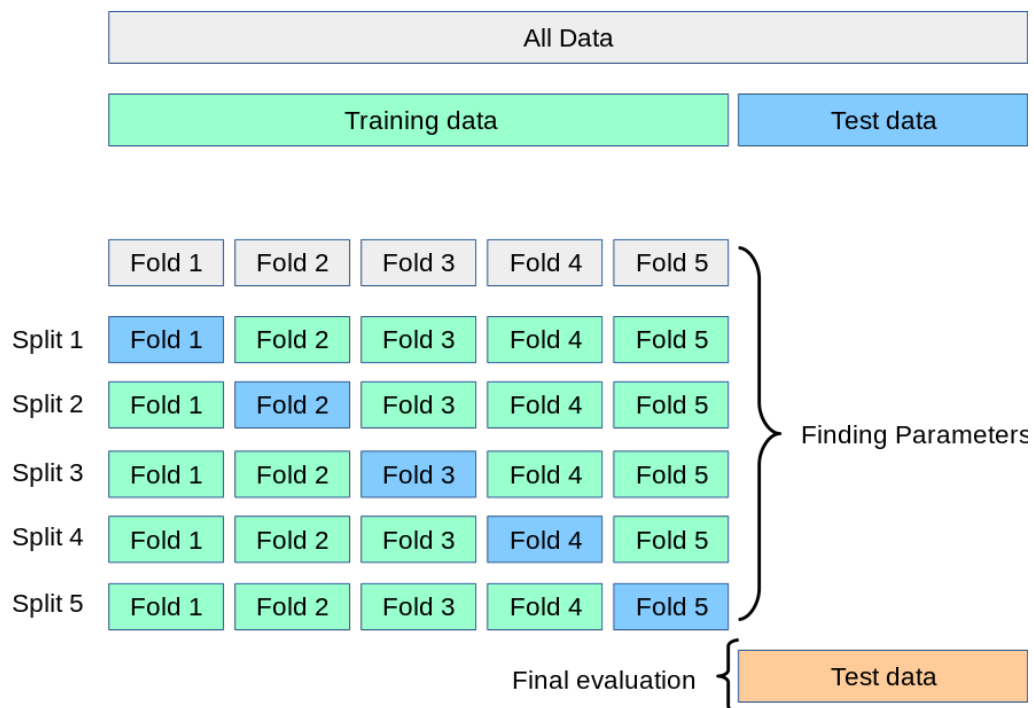 All Data
Training data Test data
Fold 1 Fold 2 Fold 3 Fold 4 Fold 5
Split 1 Fold 1 Fold 2 Fold 3 Fold 4 Fold 5
Split 2 Fold 1 Fold 2 Fold 3 Fold 4 Fold 5
Finding Parameters
Split 3 Fold 1 Fold 2 Fold 3 Fold 4 Fold 5
Split 4 Fold 1 Fold 2 Fold 3 Fold 4 Fold 5
Split 5 Fold 1 Fold 2 Fold 3 Fold 4 Fold 5
Final evaluation Test data